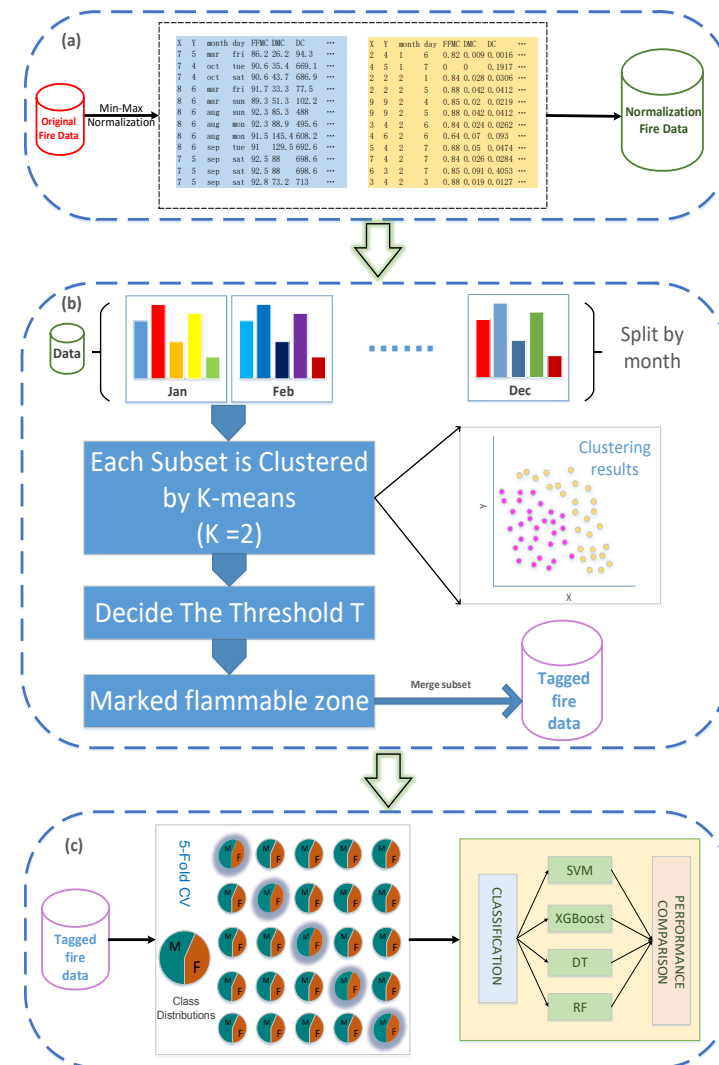 (a)
Original
Fire Data
Min-Max
Normalization
X Y month day FFMC DMC DC ...
7 5 mar fri 86.2 26.2 94.3 ...
7 4 oct tue 90.6 35.4 669.1 ...
7 4 oct sat 90.6 43.7 686.9 ...
8 6 mar fri 91.7 33.3 77.5 ...
8 6 mar sun 89.3 51.3 102.2 ...
8 6 aug sun 92.3 85.3 488 ...
8 6 aug mon 92.3 88.9 495.6 ...
8 6 aug mon 91.5 145.4 608.2 ...
8 6 sep tue 91 129.5 692.6 ...
7 5 sep sat 92.5 88 698.6 ...
7 5 sep sat 92.5 88 698.6 ...
7 5 sep sat 92.8 73.2 713 ...
X Y month day FFMC DMC DC ...
2 4 1 6 0.82 0.009 0.0016 ...
4 5 1 7 0 0 0.1917 ...
2 2 2 1 0.84 0.028 0.0306 ...
2 2 2 5 0.88 0.042 0.0412 ...
9 9 2 4 0.85 0.02 0.0219 ...
9 9 2 5 0.88 0.042 0.0412 ...
3 4 2 6 0.84 0.024 0.0262 ...
4 6 2 6 0.64 0.07 0.093 ...
5 4 2 7 0.88 0.05 0.0474 ...
7 4 2 7 0.84 0.026 0.0284 ...
6 3 2 7 0.85 0.091 0.4053 ...
3 4 2 3 0.88 0.019 0.0127 ...
Normalization
Fire Data
(b)
Data
Jan
Feb
Dec
Split by
month
Each Subset is Clustered
by K-means
(K =2)
Clustering
results
Y
X
Decide The Threshold T
Marked flammable zone
Merge subset
Tagged
fire
data
(c)
Tagged fire
data
5-Fold CV
M
F
Class
Distributions
M F M F M F M F M F
M F M F M F M F M F
M F M F M F M F M F
M F M F M F M F M F
M F M F M F M F M F
CLASSIFICATION
SVM
XGBoost
DT
RF
PERFORMANCE
COMPARISON